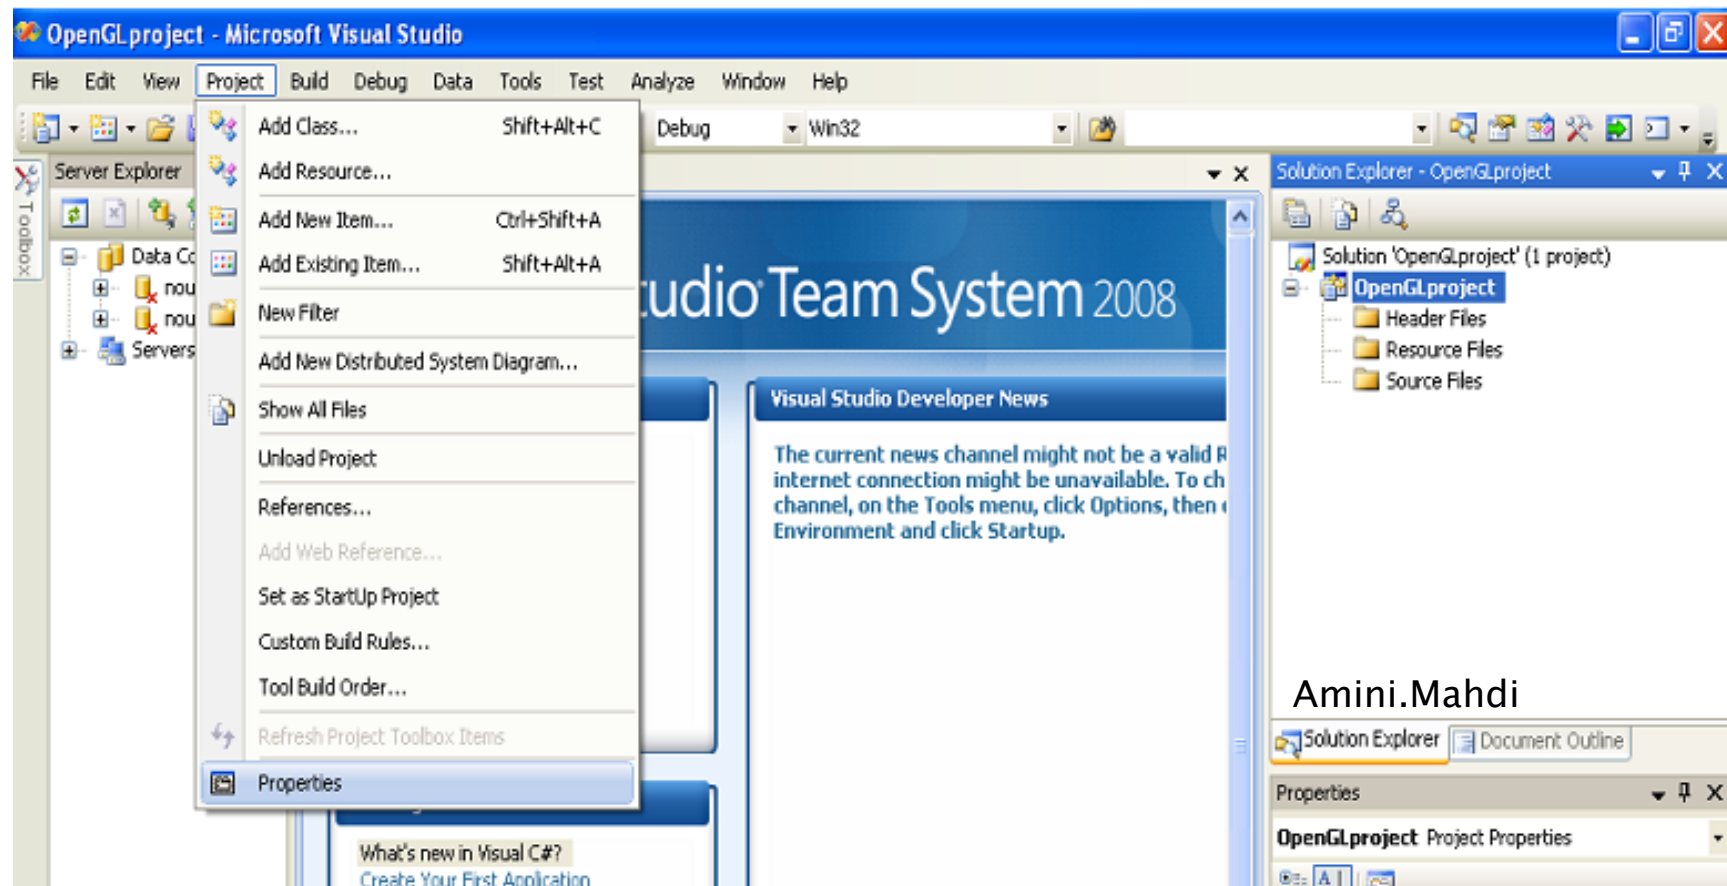 OpenGLproject - Microsoft Visual Studio
File Edit View Project Build Debug Data Tools Test Analyze Window Help
Debug Win32
Add Class... Shift+Alt+C
Add Resource...
Add New Item... Ctrl+Shift+A
Add Existing Item... Shift+Alt+A
New Filter
Add New Distributed System Diagram...
Show All Files
Unload Project
References...
Add Web Reference...
Set as StartUp Project
Custom Build Rules...
Tool Build Order...
Refresh Project Toolbox Items
Properties
Toolbox
Server Explorer
Data Co
nou
nou
Servers
udio Team System 2008
Visual Studio Developer News
The current news channel might not be a valid R
internet connection might be unavailable. To ch
channel, on the Tools menu, click Options, then
Environment and click Startup.
What's new in Visual C#?
Create Your First Application
Solution Explorer - OpenGLproject
Solution 'OpenGLproject' (1 project)
OpenGLproject
Header Files
Resource Files
Source Files
Amini.Mahdi
Solution Explorer Document Outline
Properties
OpenGLproject Project Properties